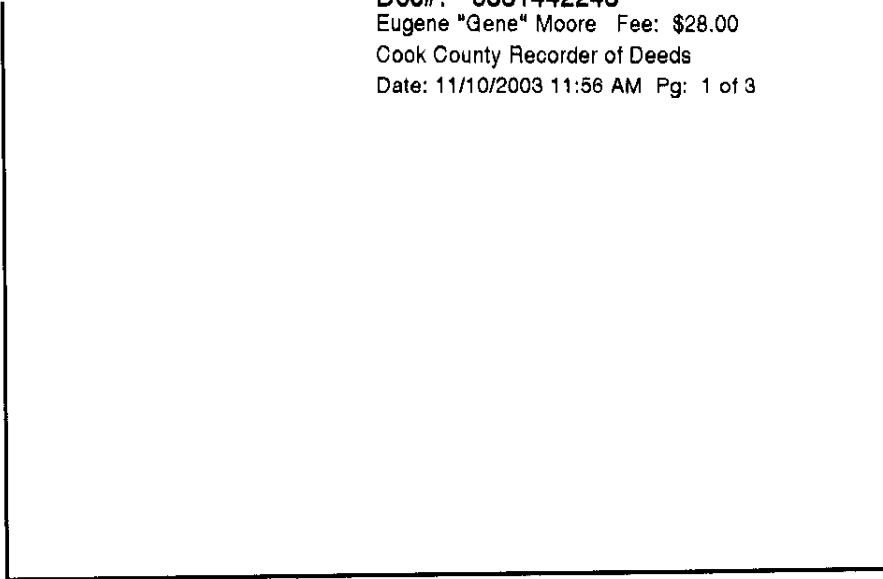 Doc#:
Eugene "Gene" Moore Fee: $28.00
Cook County Recorder of Deeds
Date: 11/10/2003 11:56 AM Pg: 1 of 3